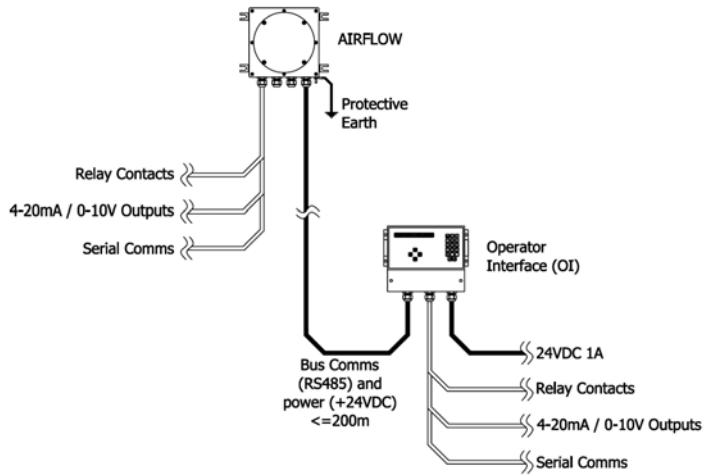 AIRFLOW
Protective
Earth
Relay Contacts
4-20mA / 0-10V Outputs
Serial Comms
Operator
Interface (OI)
Bus Comms
(RS485) and
power (+24VDC)
<=200m
24VDC 1A
Relay Contacts
4-20mA / 0-10V Outputs
Serial Comms